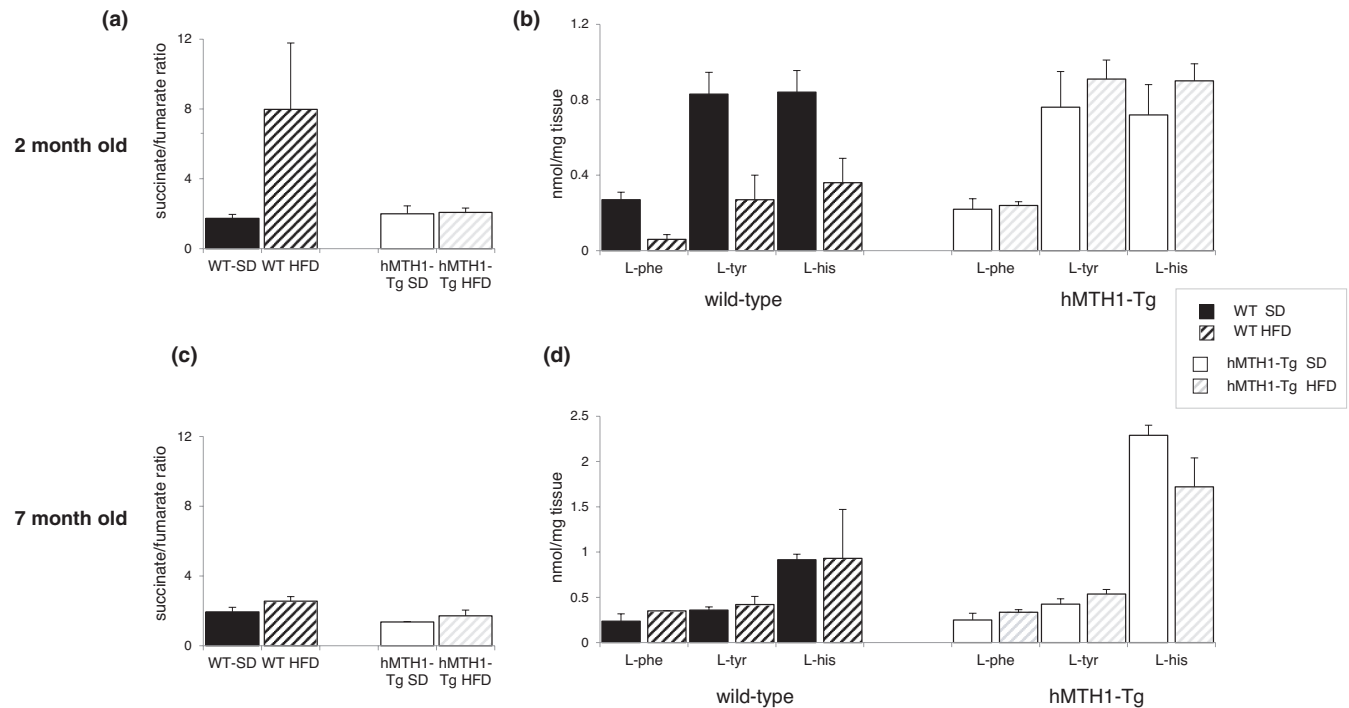 (a)
succinate/fumarate ratio
12
8
4
0
WT-SD
WT HFD
hMTH1-
Tg SD
hMTH1-
Tg HFD
2 month old
(b)
nmol/mg tissue
1.2
0.8
0.4
0
L-phe
L-tyr
L-his
L-phe
L-tyr
L-his
wild-type
hMTH1-Tg
WT SD
WT HFD
hMTH1-Tg SD
hMTH1-Tg HFD
(c)
succinate/fumarate ratio
12
8
4
0
WT-SD
WT HFD
hMTH1-
Tg SD
hMTH1-
Tg HFD
7 month old
(d)
nmol/mg tissue
2.5
2
1.5
1
0.5
0
L-phe
L-tyr
L-his
L-phe
L-tyr
L-his
wild-type
hMTH1-Tg